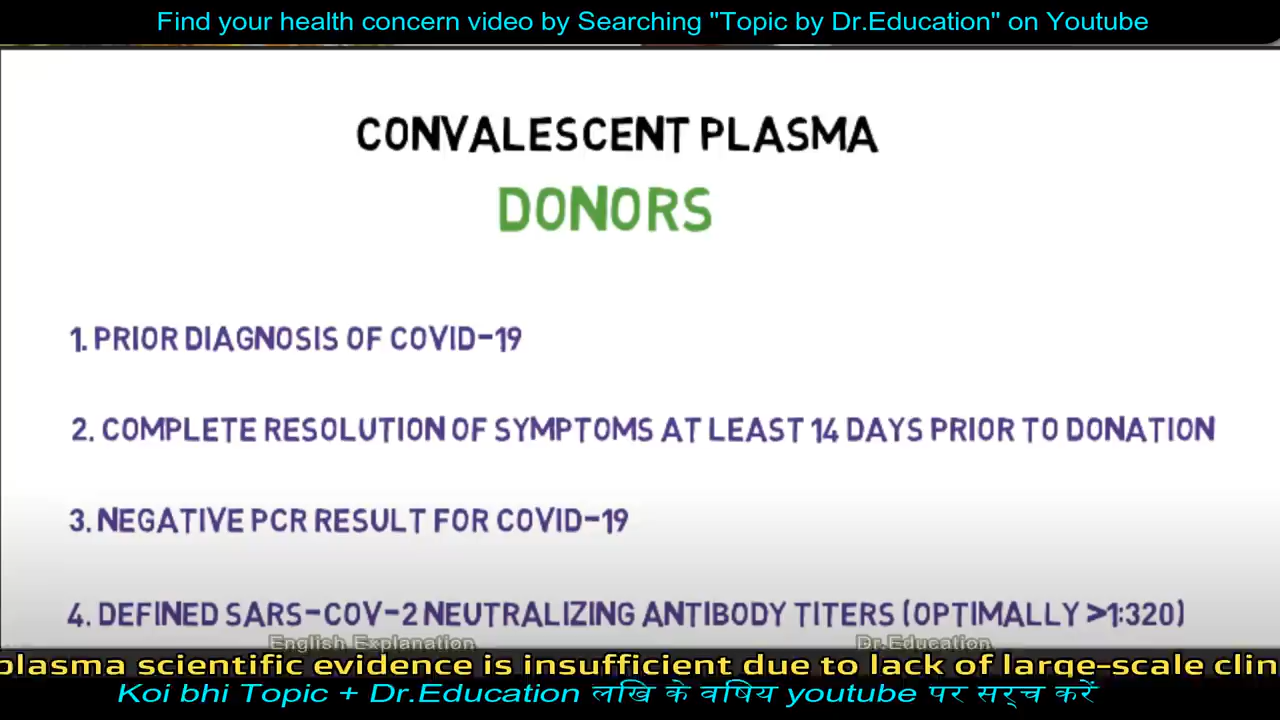 Find your health concern video by Searching "Topic by Dr.Education" on Youtube
CONVALESCENT PLASMA
DONORS
1. PRIOR DIAGNOSIS OF COVID-19
2. COMPLETE RESOLUTION OF SYMPTOMS AT LEAST 14 DAYS PRIOR TO DONATION
3. NEGATIVE PCR RESULT FOR COVID-19
4. DEFINED SARS-COV-2 NEUTRALIZING ANTIBODY TITERS (OPTIMALLY >1:320)
English Explanation Dr.Education
plasma scientific evidence is insufficient due to lack of large-scale clin
Koi bhi Topic + Dr.Education लखि के वषिय youtube पर सर्च करें